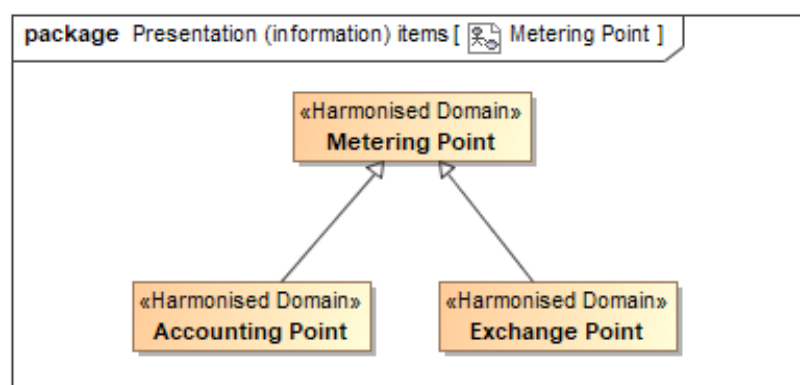 package Presentation (information) items [ Metering Point ]
«Harmonised Domain»
Metering Point
«Harmonised Domain»
Accounting Point
«Harmonised Domain»
Exchange Point